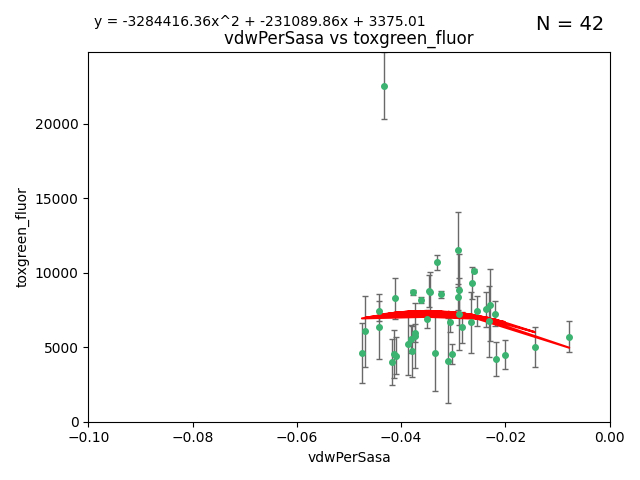 y = -3284416.36x^2 + -231089.86x + 3375.01
N = 42
vdwPerSasa vs toxgreen_fluor
20000
15000
10000
5000
0
toxgreen_fluor
−0.10
−0.08
−0.06
−0.04
−0.02
0.00
vdwPerSasa